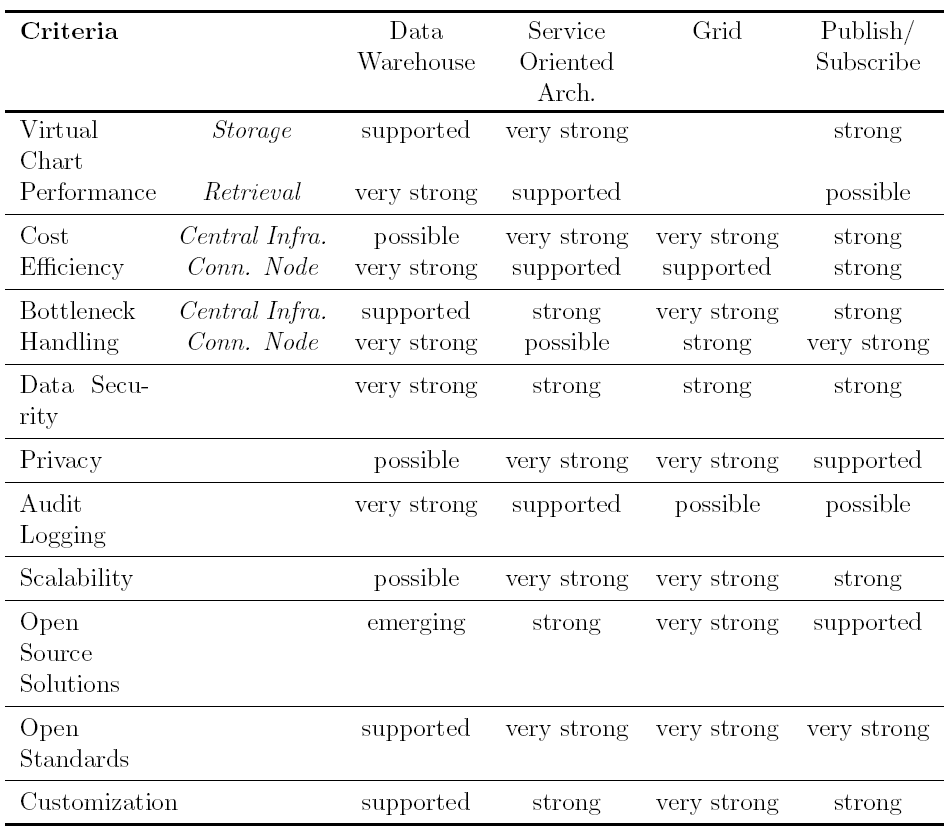 Criteria Data Service Grid Publish/
Warehouse Oriented Subscribe
Arch.
Virtual Storage supported very strong strong
Chart
Performance Retrieval very strong supported possible
Cost Central Infra. possible very strong very strong strong
Efficiency Conn. Node very strong supported supported strong
Bottleneck Central Infra. supported strong very strong strong
Handling Conn. Node very strong possible strong very strong
Data Secu- very strong strong strong strong
rity
Privacy possible very strong very strong supported
Audit very strong supported possible possible
Logging
Scalability possible very strong very strong strong
Open emerging strong very strong supported
Source
Solutions
Open supported very strong very strong very strong
Standards
Customization supported strong very strong strong